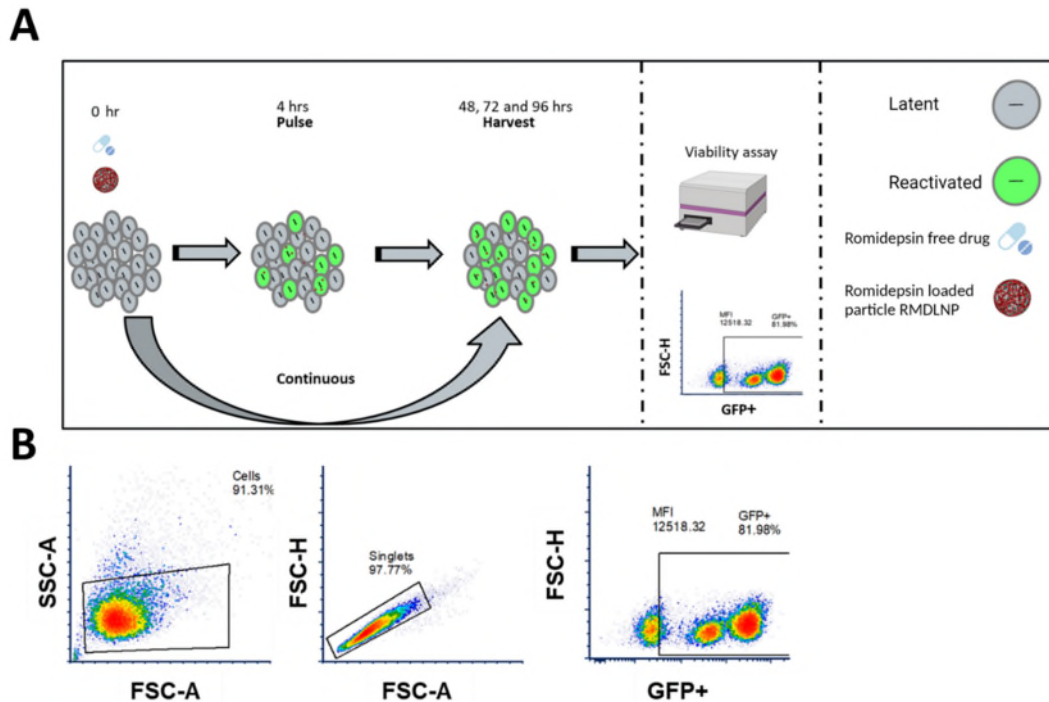 A
0 hr
4 hrs
Pulse
48, 72 and 96 hrs
Harvest
Continuous
Viability assay
MFI
12518.32
GFP+
81.98%
FSC-H
GFP+
Latent
Reactivated
Romidepsin free drug
Romidepsin loaded
particle RMDLNP
B
Cells
91.31%
SSC-A
FSC-A
Singlets
97.77%
FSC-H
FSC-A
MFI
12518.32
GFP+
81.98%
FSC-H
GFP+